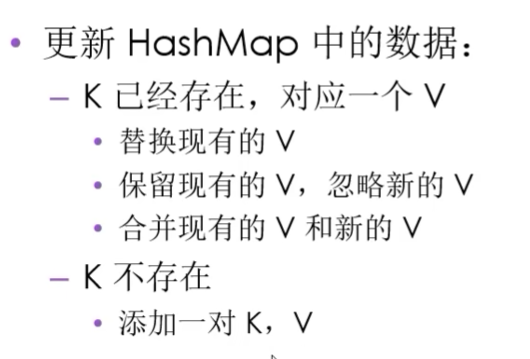 • 更新 HashMap 中的数据：
– K 已经存在，对应一个 V
• 替换现有的 V
• 保留现有的 V，忽略新的 V
• 合并现有的 V 和新的 V
– K 不存在
• 添加一对 K，V